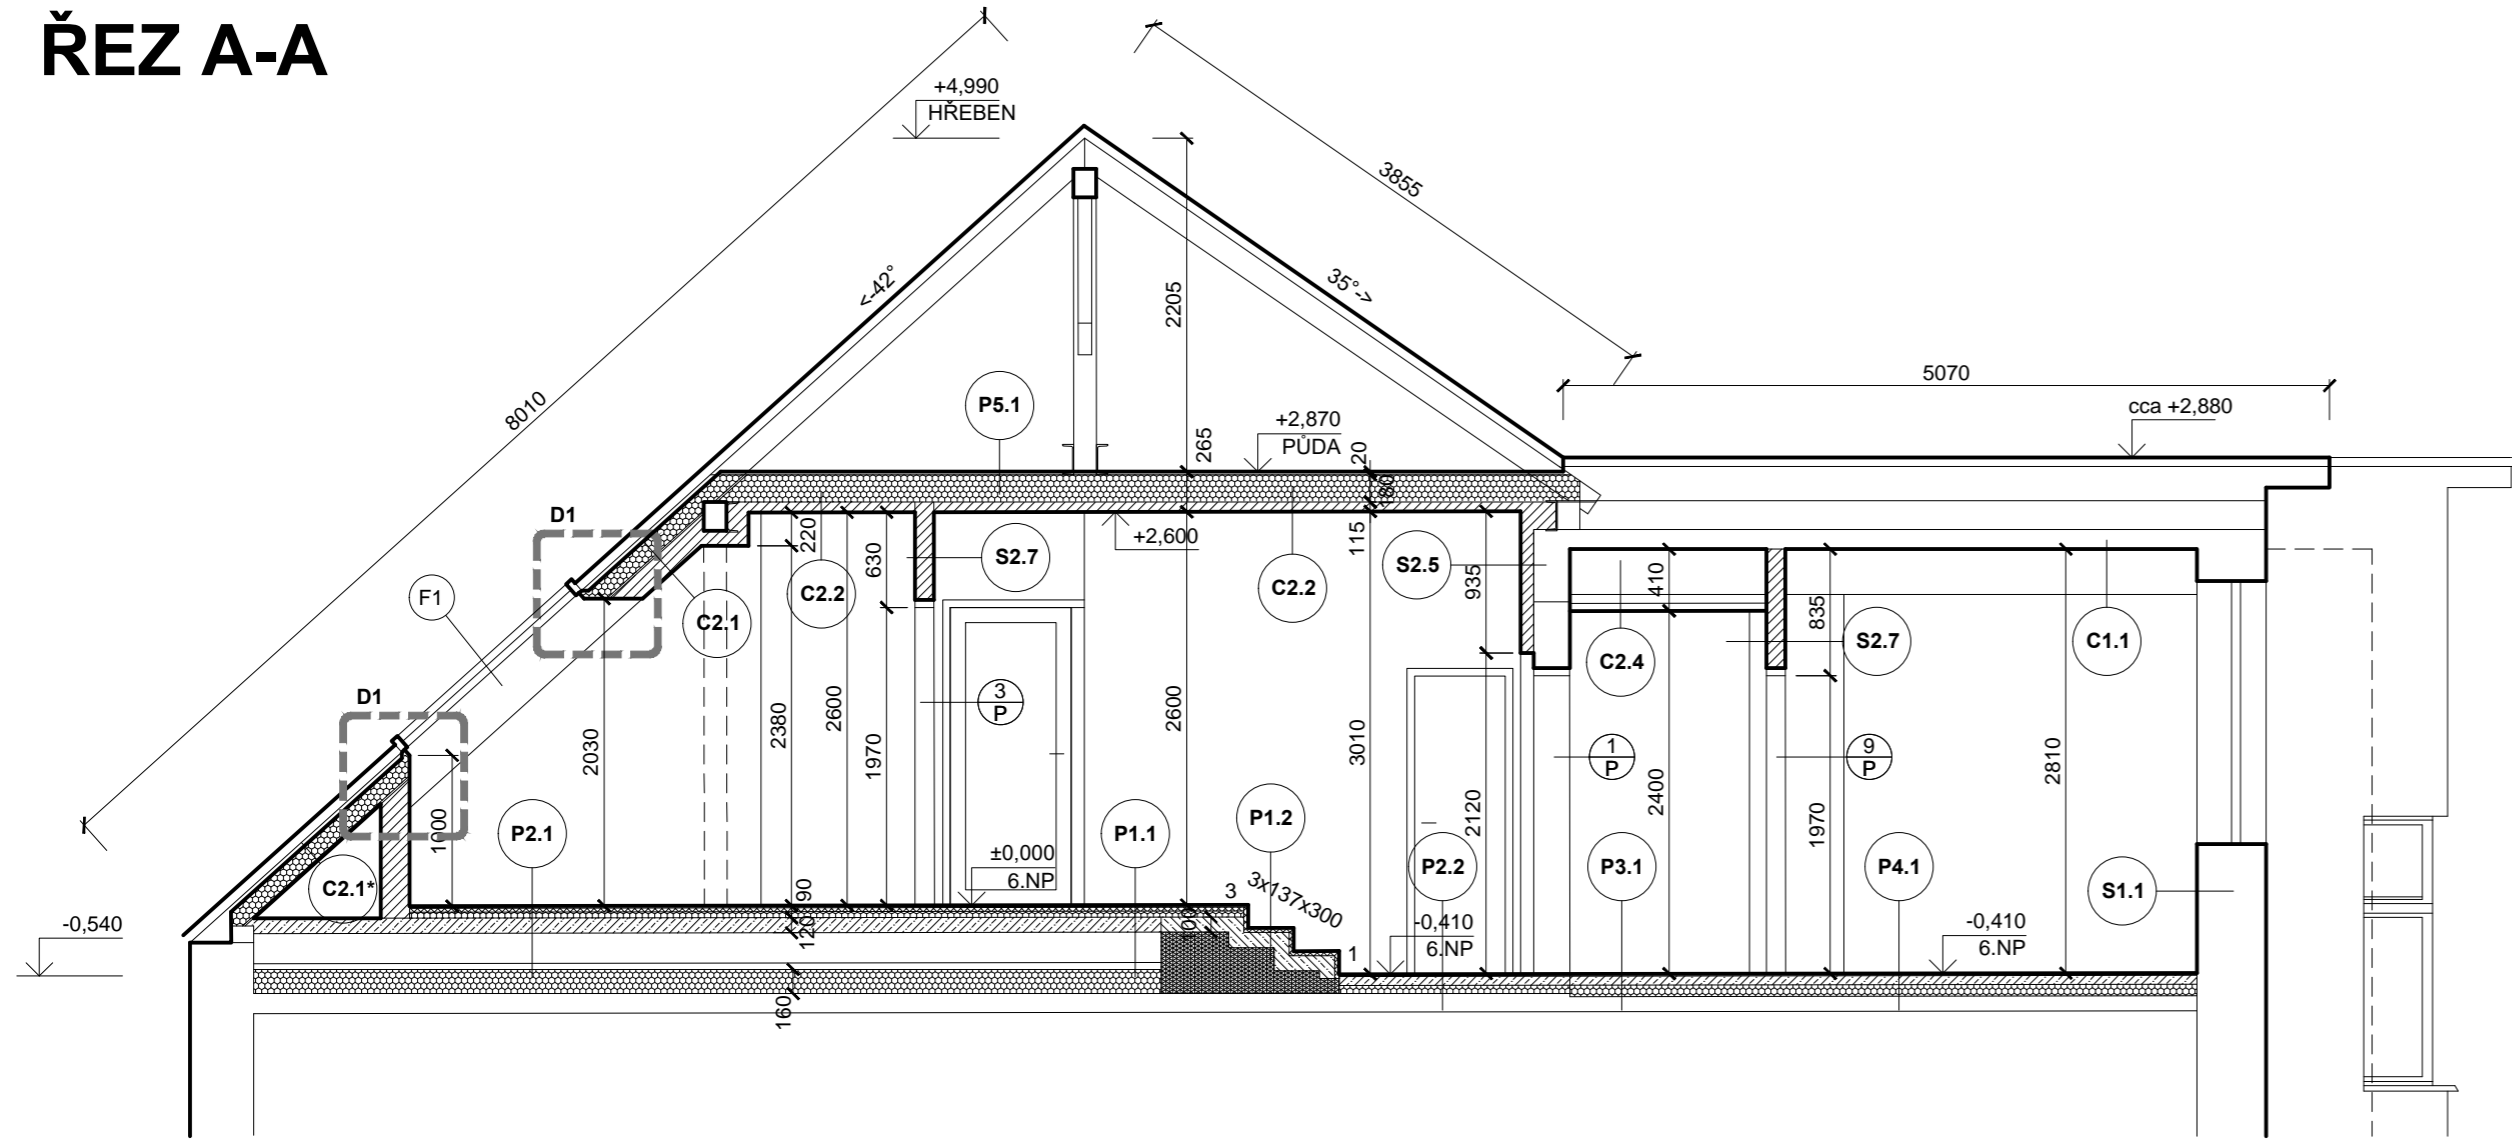 ŘEZ A-A
+4,990
HŘEBEN
3855
<-42°
35°->
2205
8010
5070
P5.1
cca +2,880
+2,870
PŮDA
265
20
180
D1
220
630
+2,600
115
S2.7
S2.5
935
410
F1
C2.1
C2.2
C2.2
835
C2.4
S2.7
C1.1
D1
3
P
2030
2380
2600
1970
2600
3010
1
P
9
P
2810
1000
2120
2400
1970
P2.1
P1.1
P1.2
±0,000
6.NP
P2.2
P3.1
P4.1
C2.1*
90
3
3x137x300
S1.1
-0,540
120
100
-0,410
6.NP
-0,410
6.NP
1
160